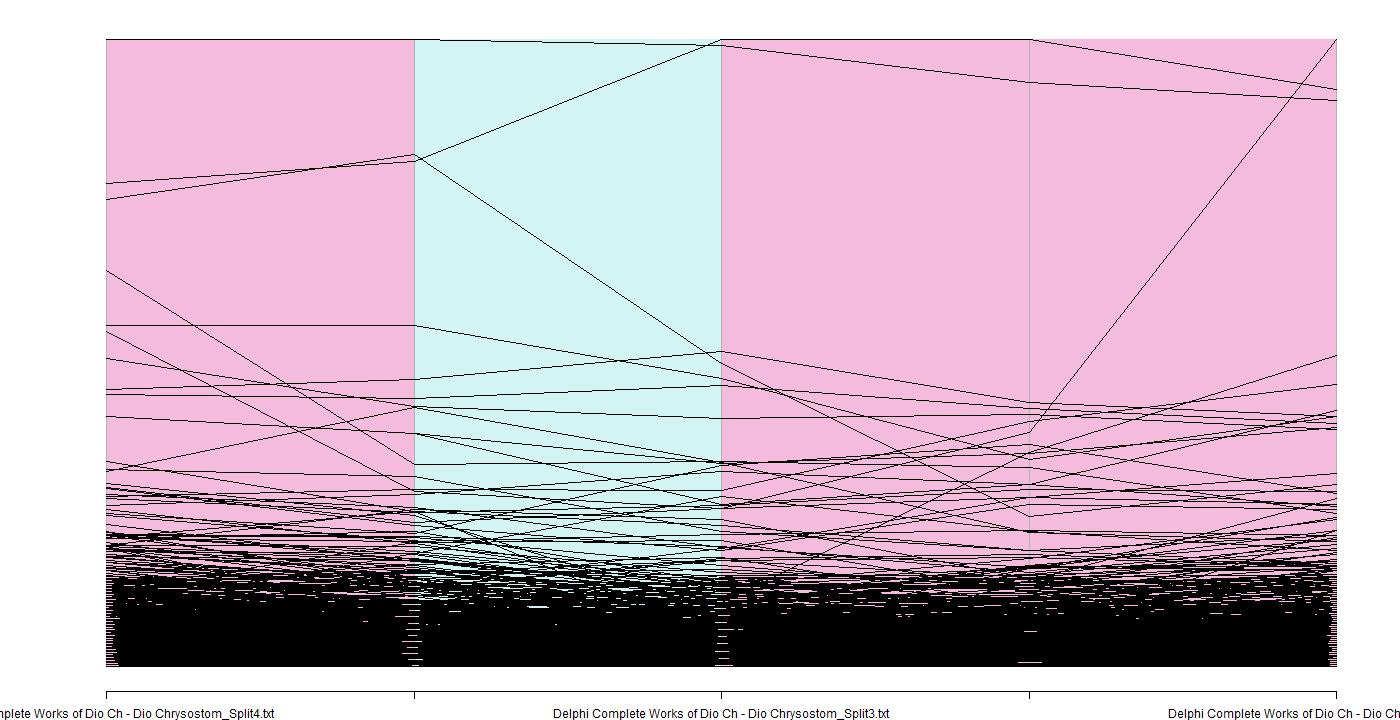 plete Works of Dio Ch - Dio Chrysostom_Split4.txt
Delphi Complete Works of Dio Ch - Dio Chrysostom_Split3.txt
Delphi Complete Works of Dio Ch - Dio Ch